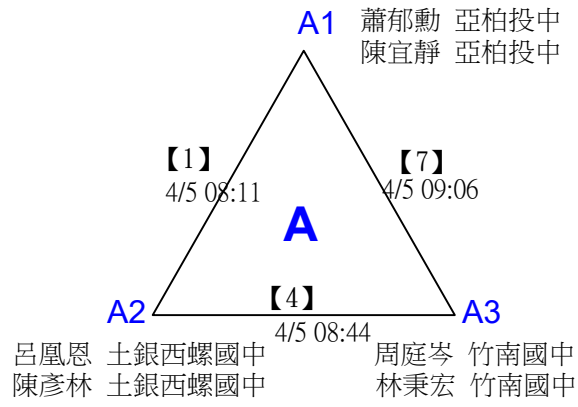 A1
蕭郁勳 亞柏投中
陳宜靜 亞柏投中
【1】
4/5 08:11
【7】
4/5 09:06
A
A2
【4】
4/5 08:44
A3
呂凰恩 土銀西螺國中
陳彥林 土銀西螺國中
周庭岑 竹南國中
林秉宏 竹南國中